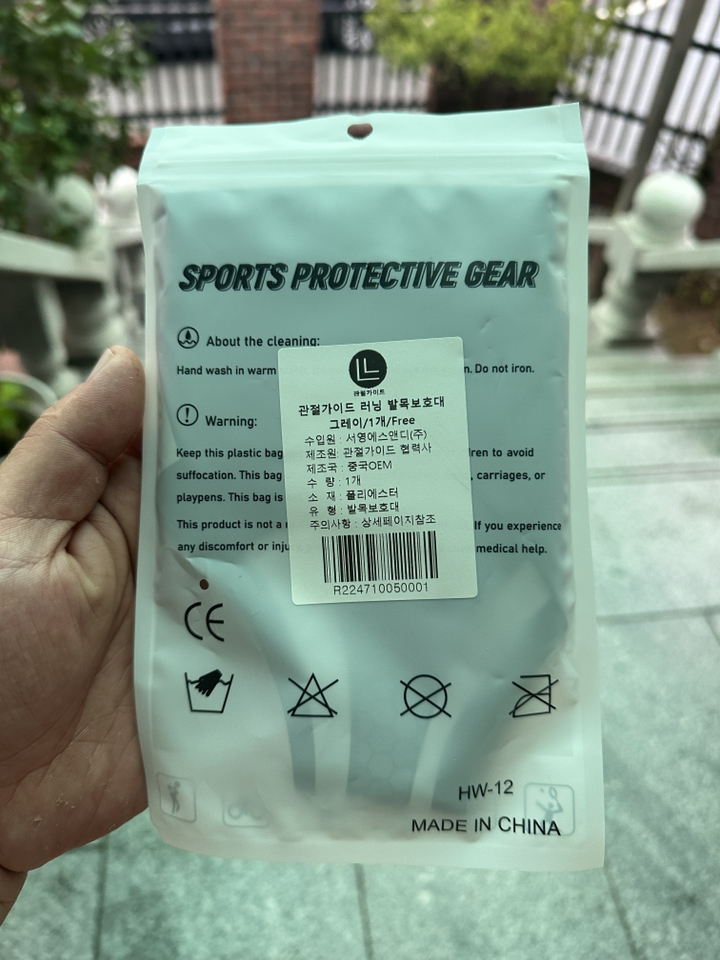 SPORTS PROTECTIVE GEAR
About the cleaning:
Hand wash in warm n. Do not iron.
Warning:
Keep this plastic bag dren to avoid
suffocation. This bag , carriages, or
playpens. This bag is
This product is not a If you experience
any discomfort or inju medical help.
LL
관절가이드
관절가이드 러닝 발목보호대
그레이/1개/Free
수입원 : 서영에스앤디(주)
제조원: 관절가이드 협력사
제조국 : 중국OEM
수 량 : 1개
소 재 : 폴리에스터
유 형 : 발목보호대
주의사항 : 상세페이지참조
R224710050001
CE
HW-12
MADE IN CHINA